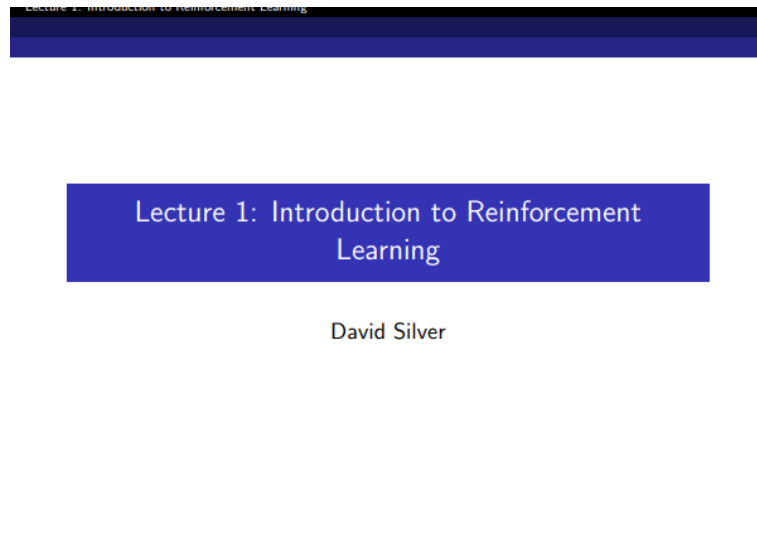 Lecture 1: Introduction to Reinforcement Learning
Lecture 1: Introduction to Reinforcement
Learning
David Silver